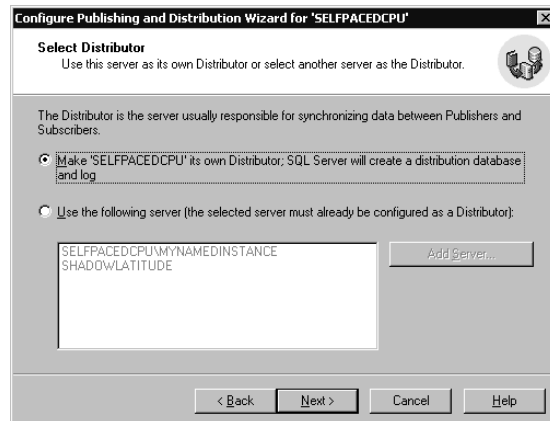 Configure Publishing and Distribution Wizard for 'SELFPACEDCPU'
Select Distributor
Use this server as its own Distributor or select another server as the Distributor.
The Distributor is the server usually responsible for synchronizing data between Publishers and
Subscribers.
Make 'SELFPACEDCPU' its own Distributor; SQL Server will create a distribution database
and log
Use the following server (the selected server must already be configured as a Distributor):
SELFPACEDCPU\MYNAMEDINSTANCE
SHADOWLATITUDE
Add Server...
< Back
Next >
Cancel
Help